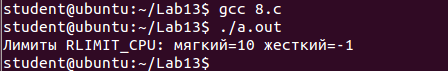 student@ubuntu:~/Lab13$ gcc 8.c
student@ubuntu:~/Lab13$ ./a.out
Лимиты RLIMIT_CPU: мягкий=10 жесткий=-1
student@ubuntu:~/Lab13$